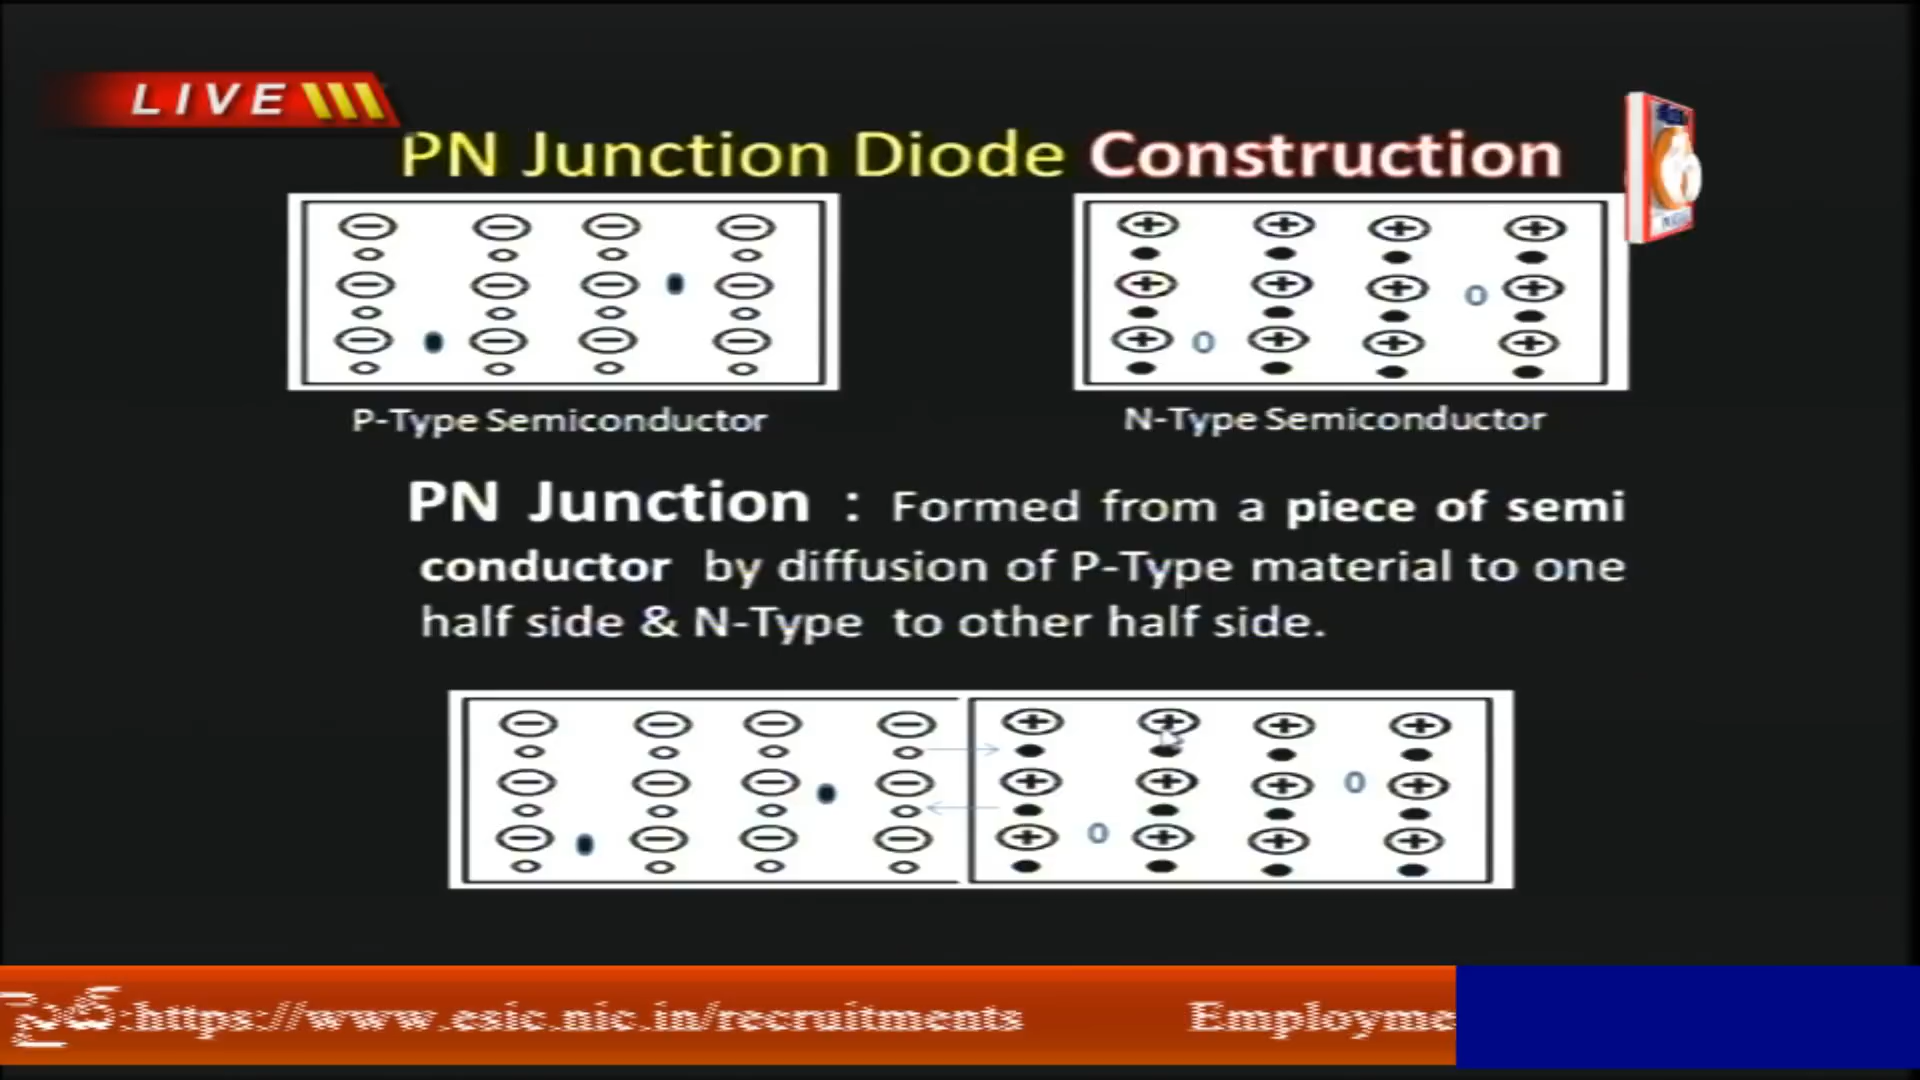 LIVE
PN Junction Diode Construction
P-Type Semiconductor
N-Type Semiconductor
PN Junction : Formed from a piece of semi
conductor by diffusion of P-Type material to one
half side & N-Type to other half side.
https://www.esic.nic.in/recruitments Employme